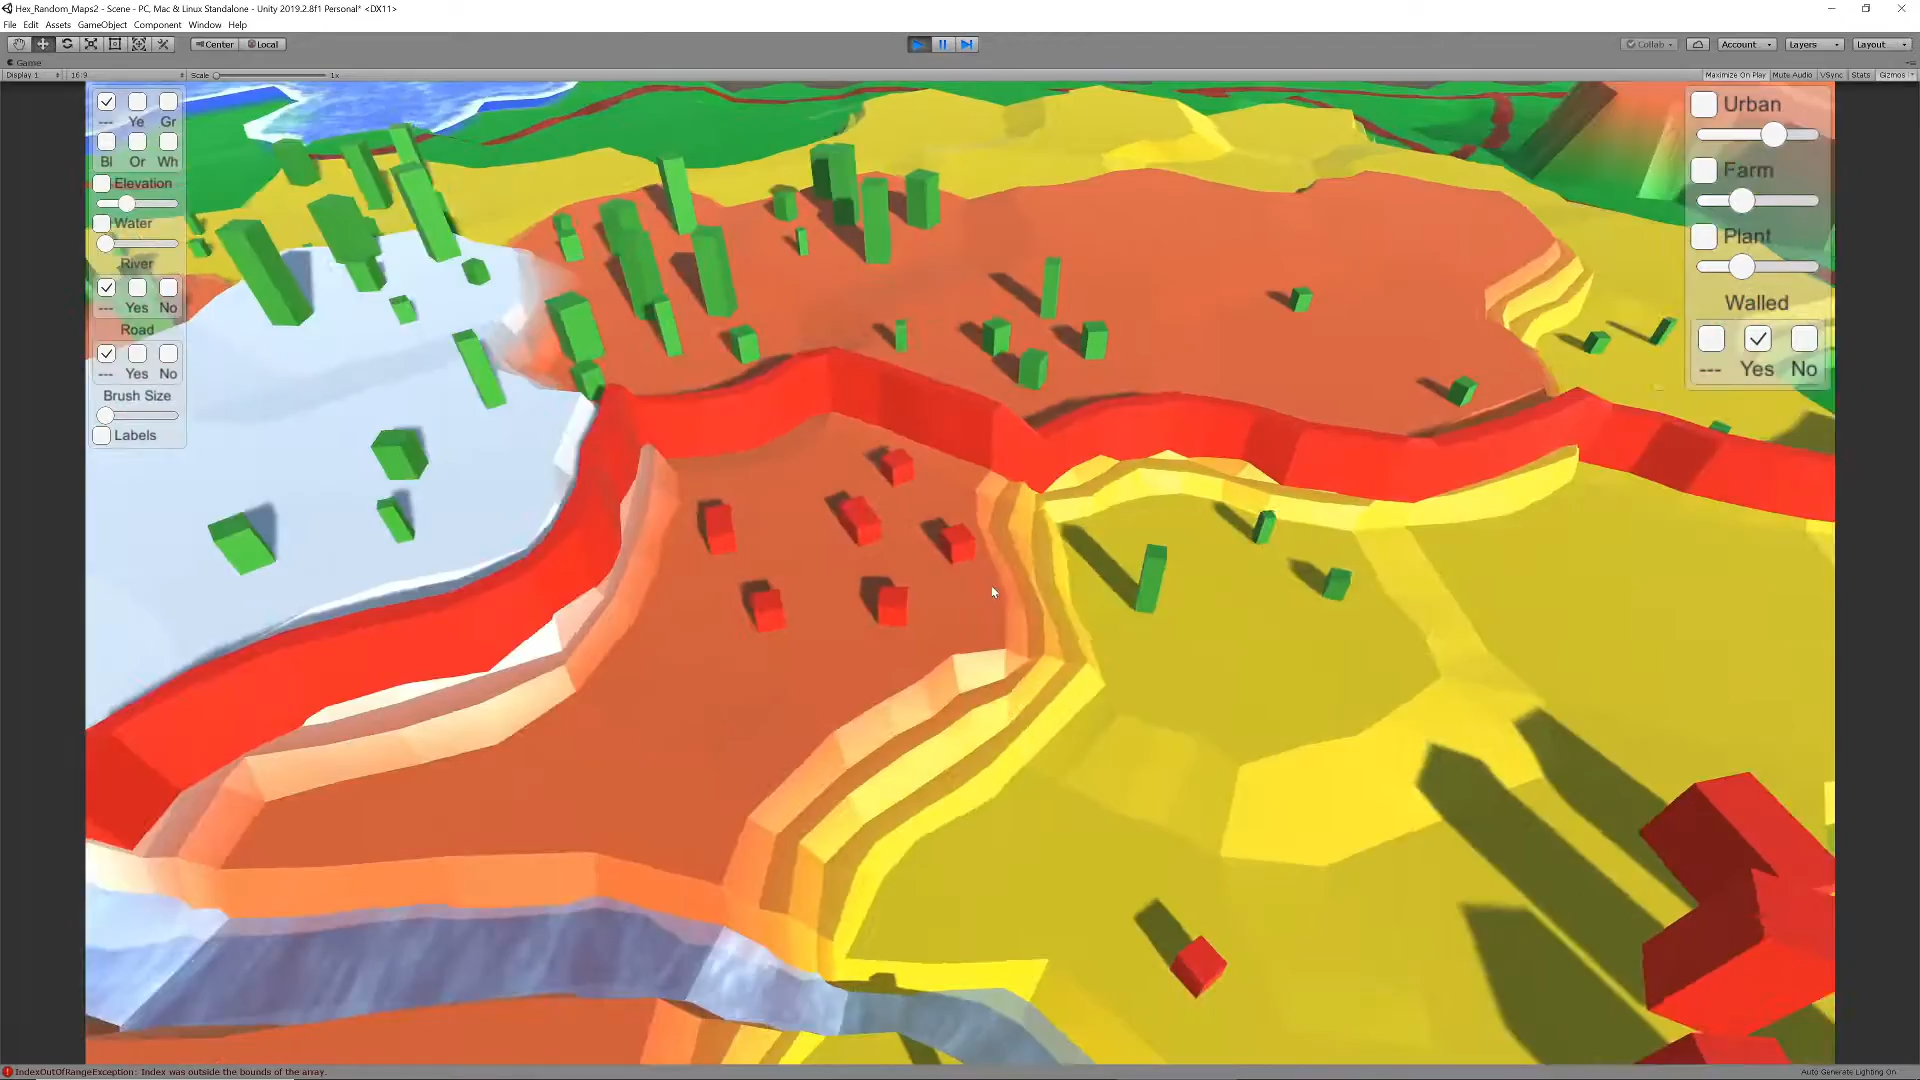 Hex_Random_Maps2 - Scene - PC, Mac & Linux Standalone - Unity 2019.2.8f1 Personal* <DX11>
File Edit Assets GameObject Component Window Help
Center Local Collab Account Layers Layout
Game
Display 1 16:9 Scale 1x Maximize On Play Mute Audio VSync Stats Gizmos
--- Ye Gr
Bl Or Wh
Elevation
Water
River
--- Yes No
Road
--- Yes No
Brush Size
Labels
Urban
Farm
Plant
Walled
--- Yes No
IndexOutOfRangeException: Index was outside the bounds of the array.
Auto Generate Lighting On